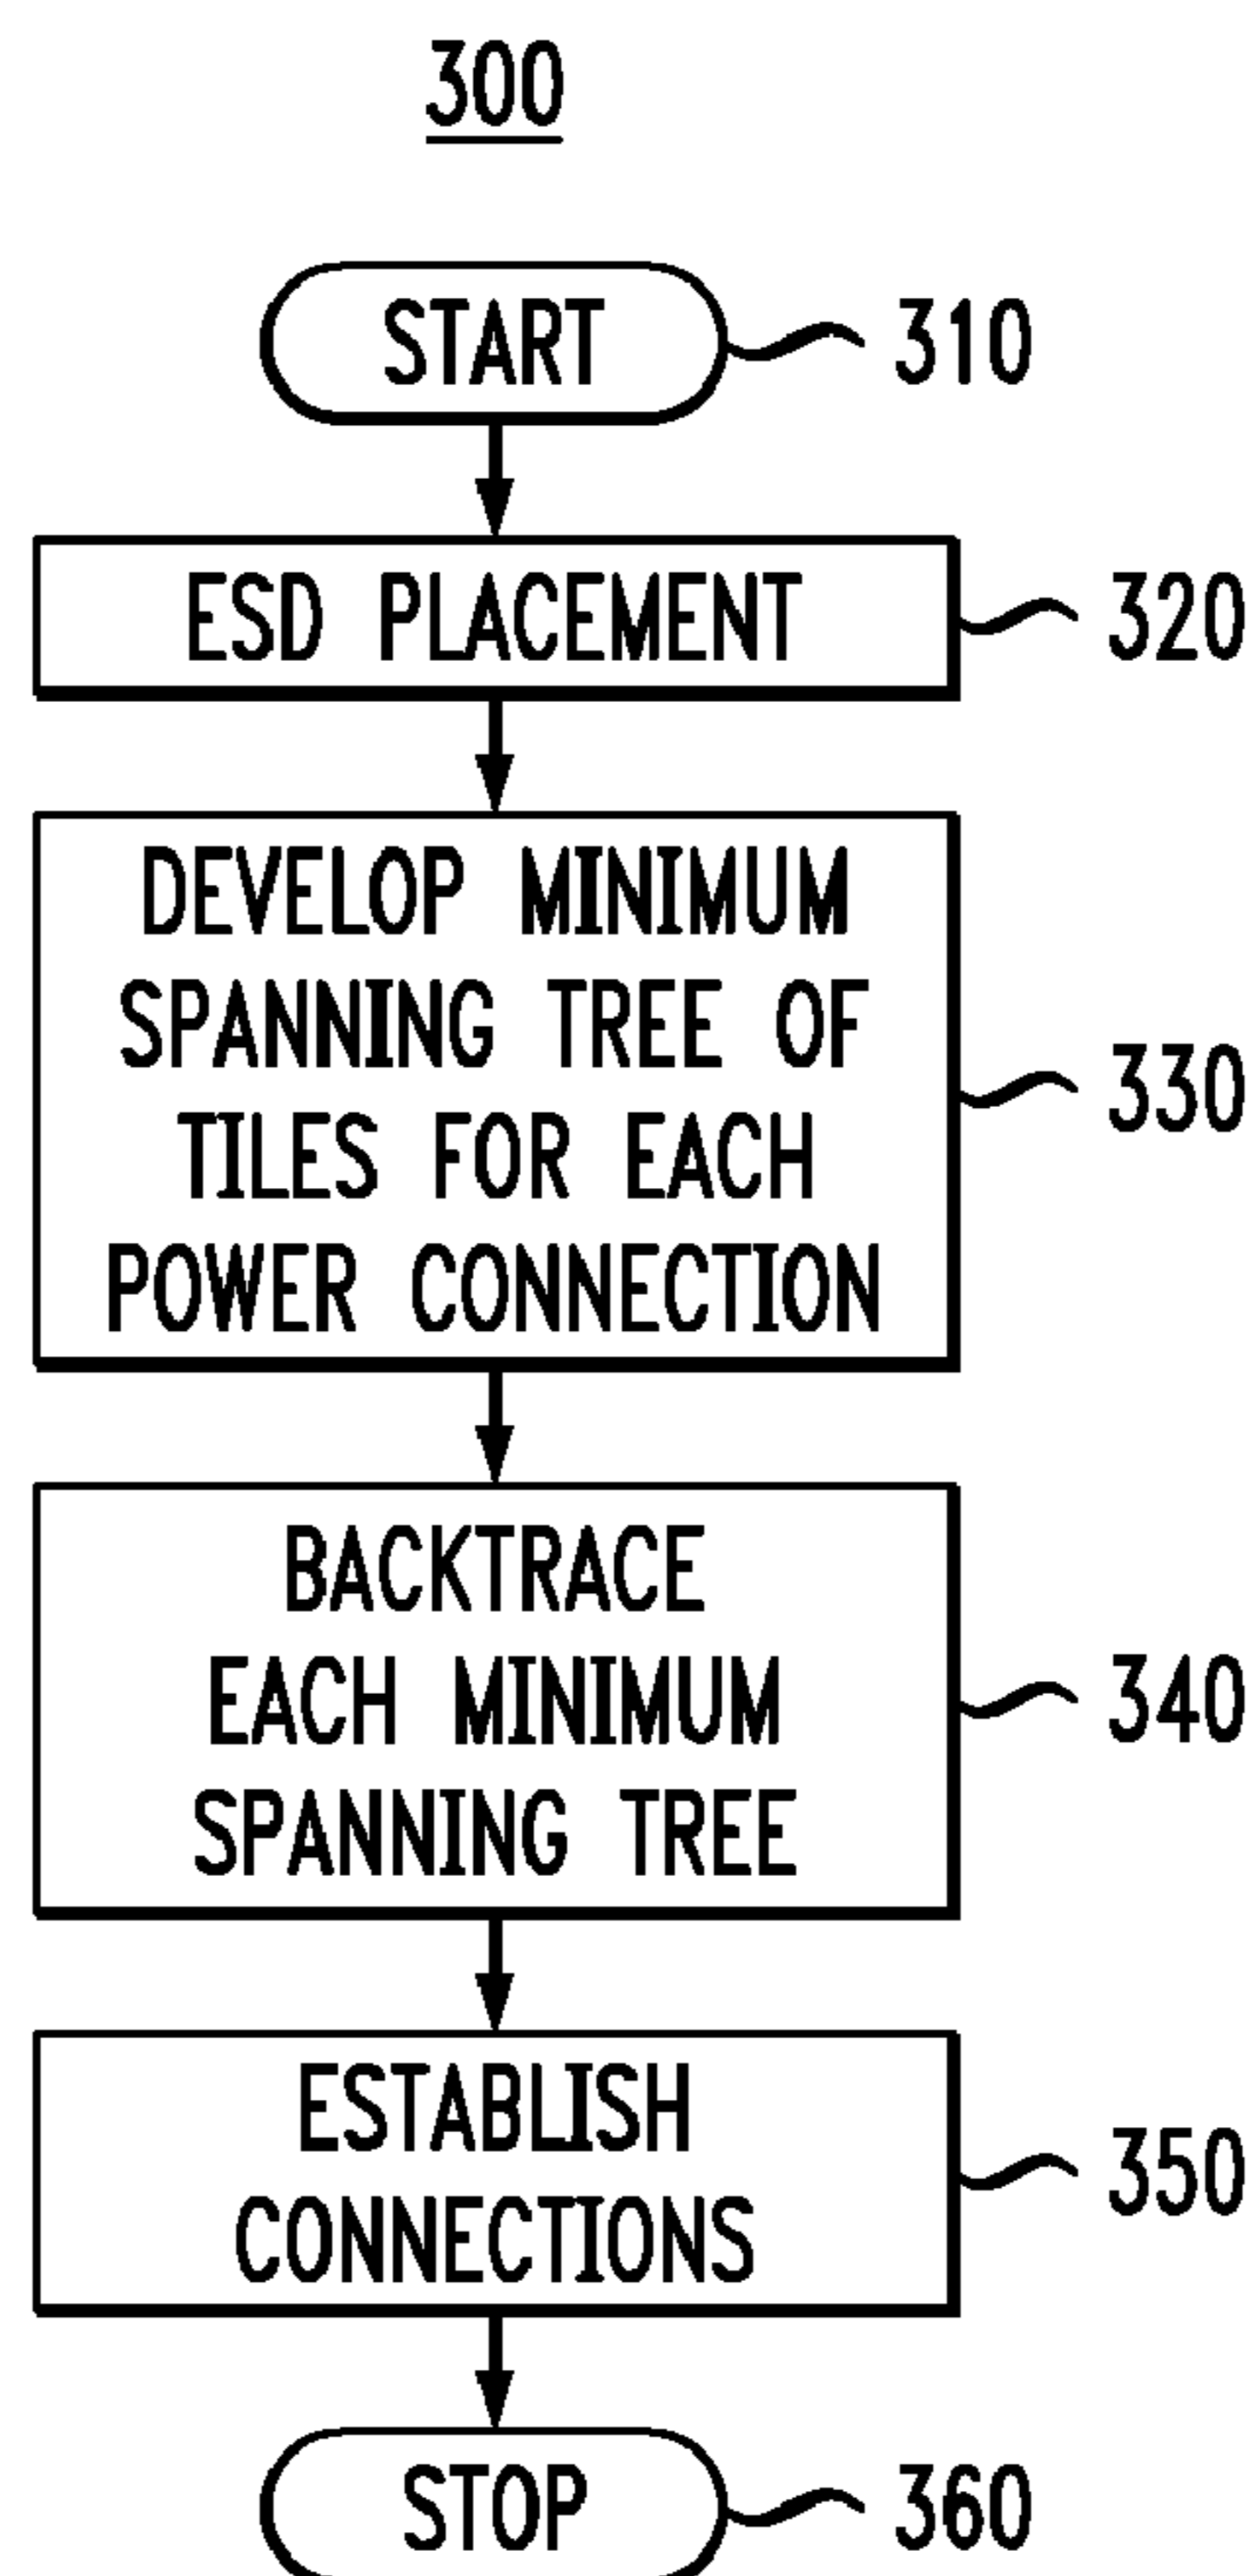 300
START
310
ESD PLACEMENT
320
DEVELOP MINIMUM
SPANNING TREE OF
TILES FOR EACH
POWER CONNECTION
330
BACKTRACE
EACH MINIMUM
SPANNING TREE
340
ESTABLISH
CONNECTIONS
350
STOP
360